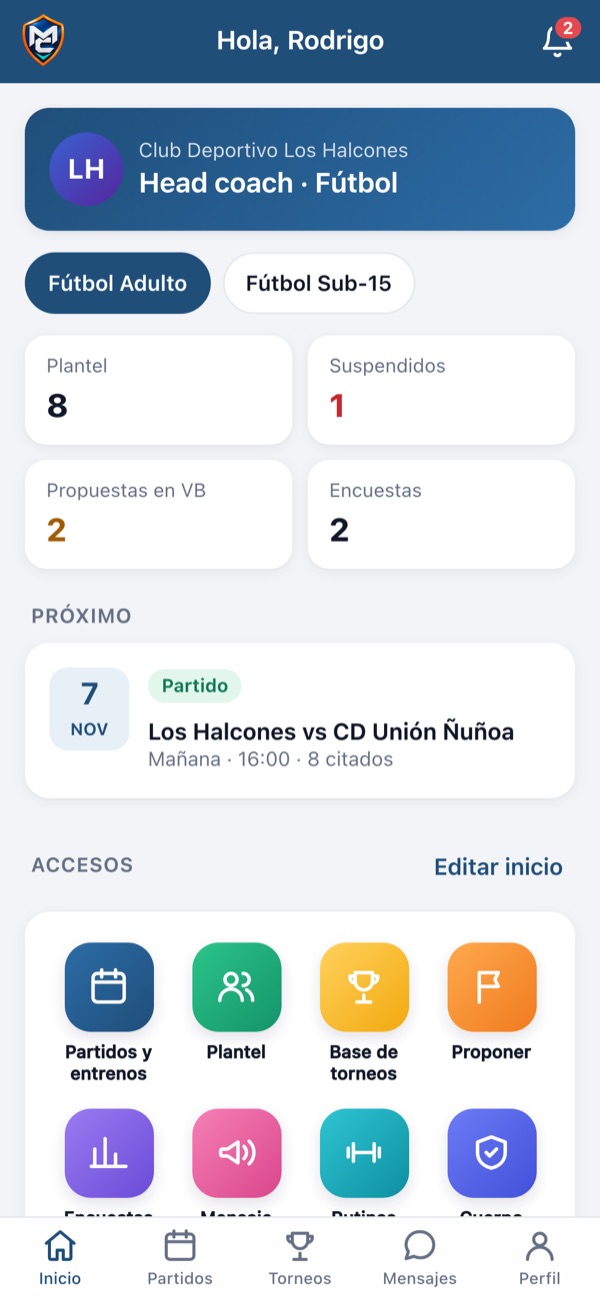 MC
Hola, Rodrigo
2
LH
Club Deportivo Los Halcones
Head coach · Fútbol
Fútbol Adulto
Fútbol Sub-15
Plantel
8
Suspendidos
1
Propuestas en VB
2
Encuestas
2
PRÓXIMO
7
NOV
Partido
Los Halcones vs CD Unión Ñuñoa
Mañana · 16:00 · 8 citados
ACCESOS
Editar inicio
Partidos y
entrenos
Plantel
Base de
torneos
Proponer
Inicio
Partidos
Torneos
Mensajes
Perfil